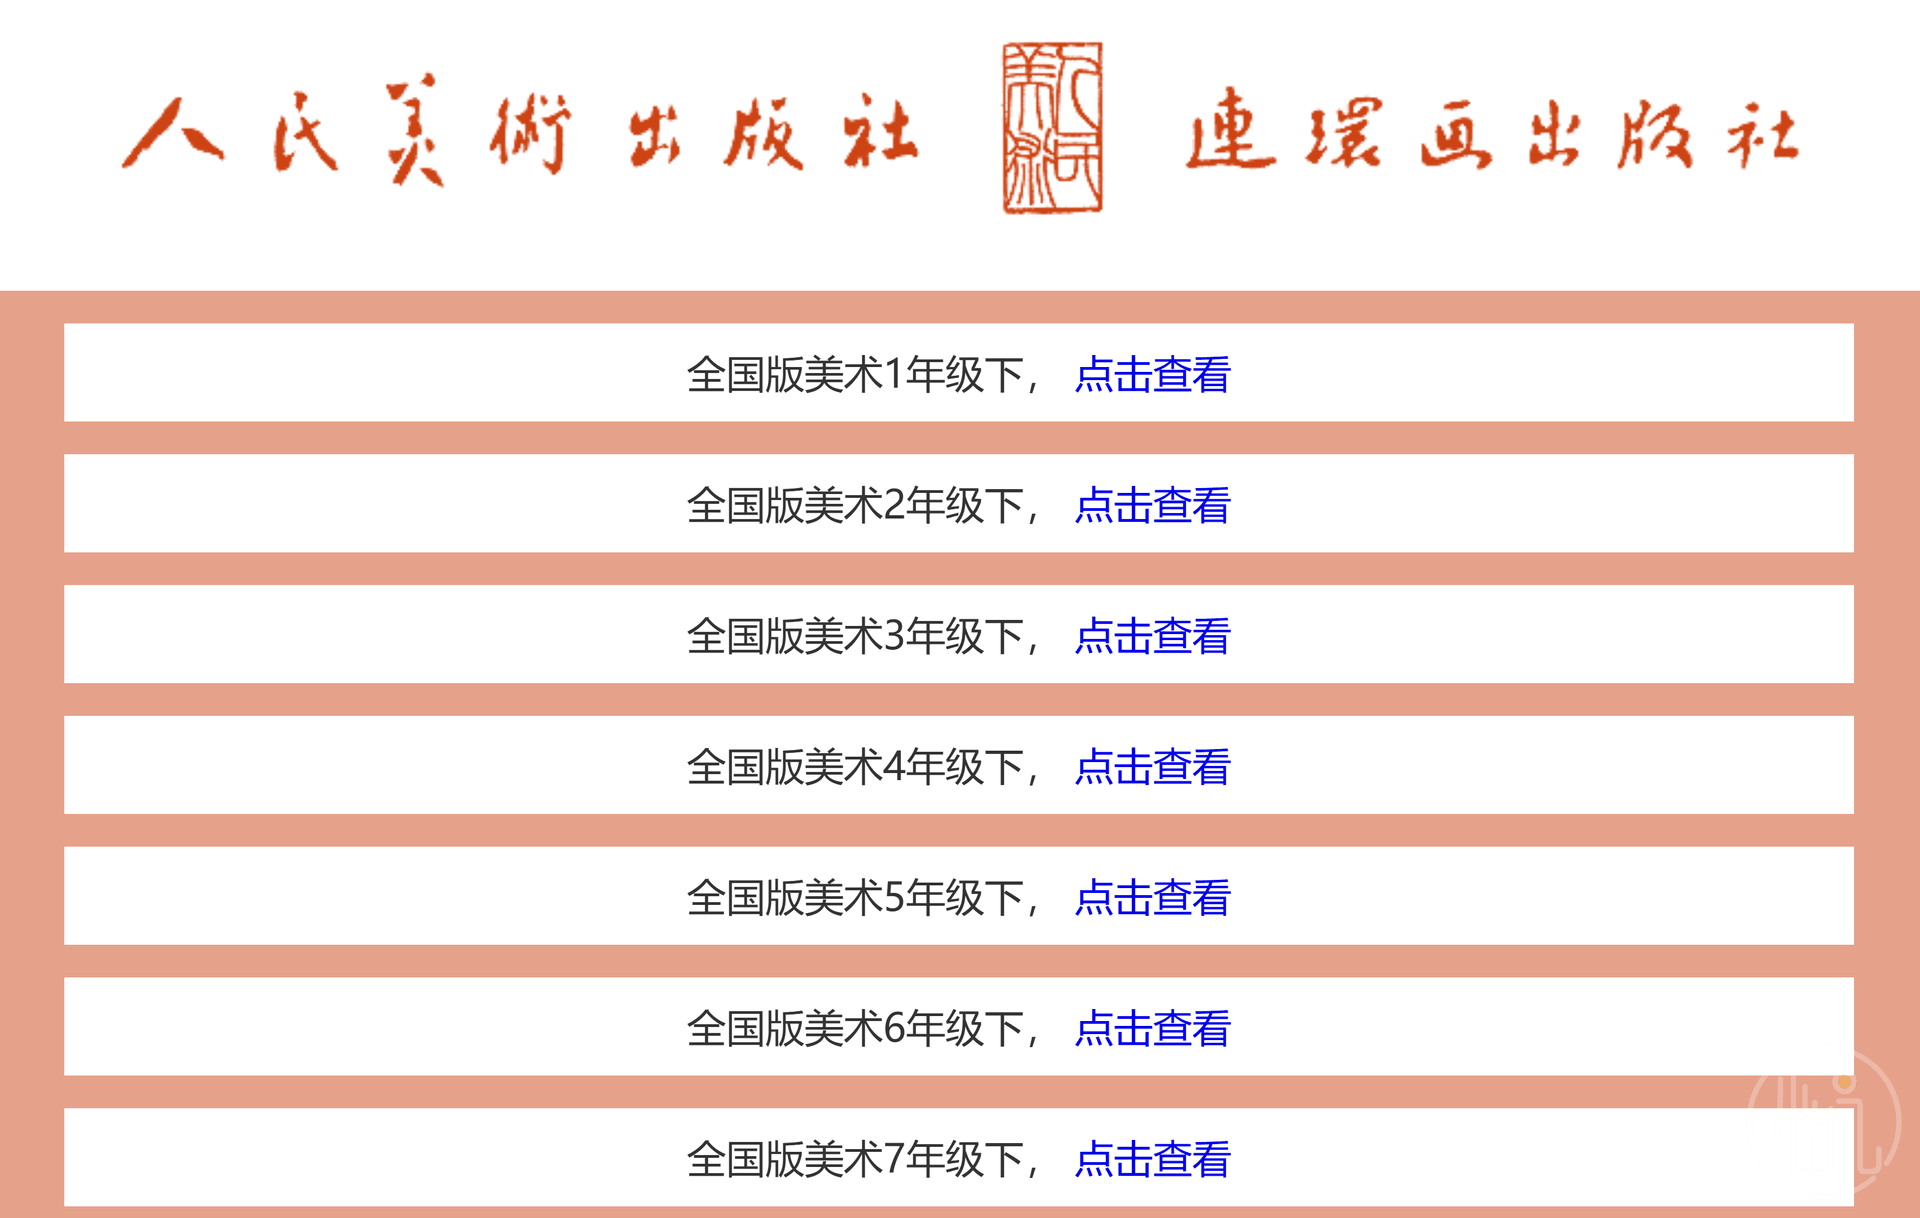 人民美術出版社 人民美術 連環画出版社
全国版美术1年级下， 点击查看
全国版美术2年级下， 点击查看
全国版美术3年级下， 点击查看
全国版美术4年级下， 点击查看
全国版美术5年级下， 点击查看
全国版美术6年级下， 点击查看
全国版美术7年级下， 点击查看